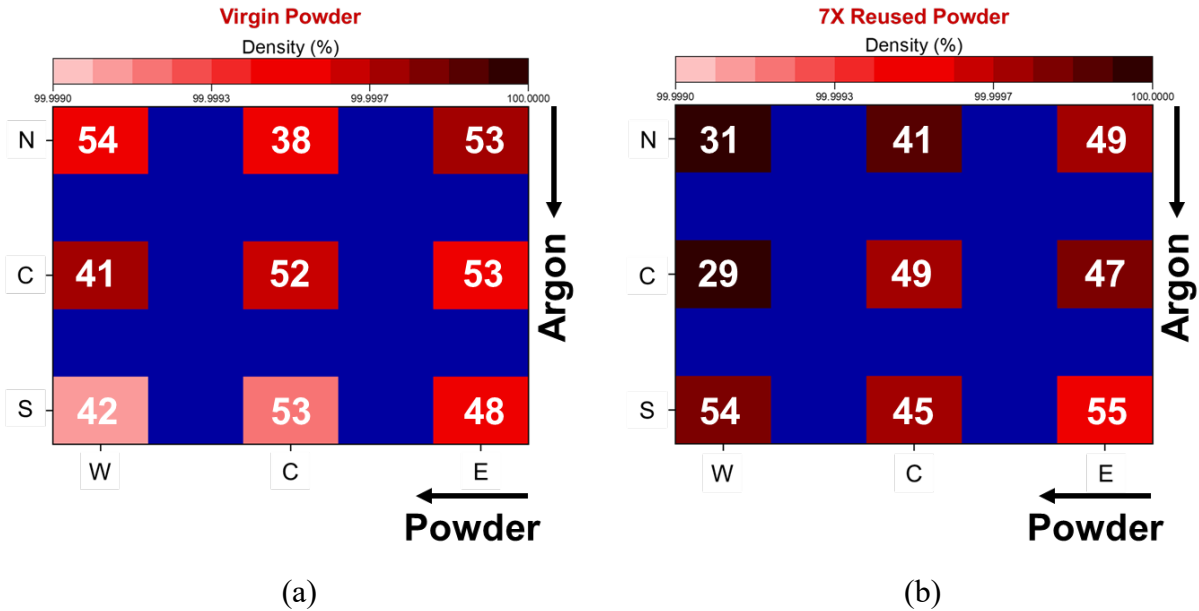 Virgin Powder
Density (%)
99.9990 99.9993 99.9997 100.0000
N 54 38 53
C 41 52 53
S 42 53 48
W C E
Argon
Powder
(a)
7X Reused Powder
Density (%)
99.9990 99.9993 99.9997 100.0000
N 31 41 49
C 29 49 47
S 54 45 55
W C E
Argon
Powder
(b)